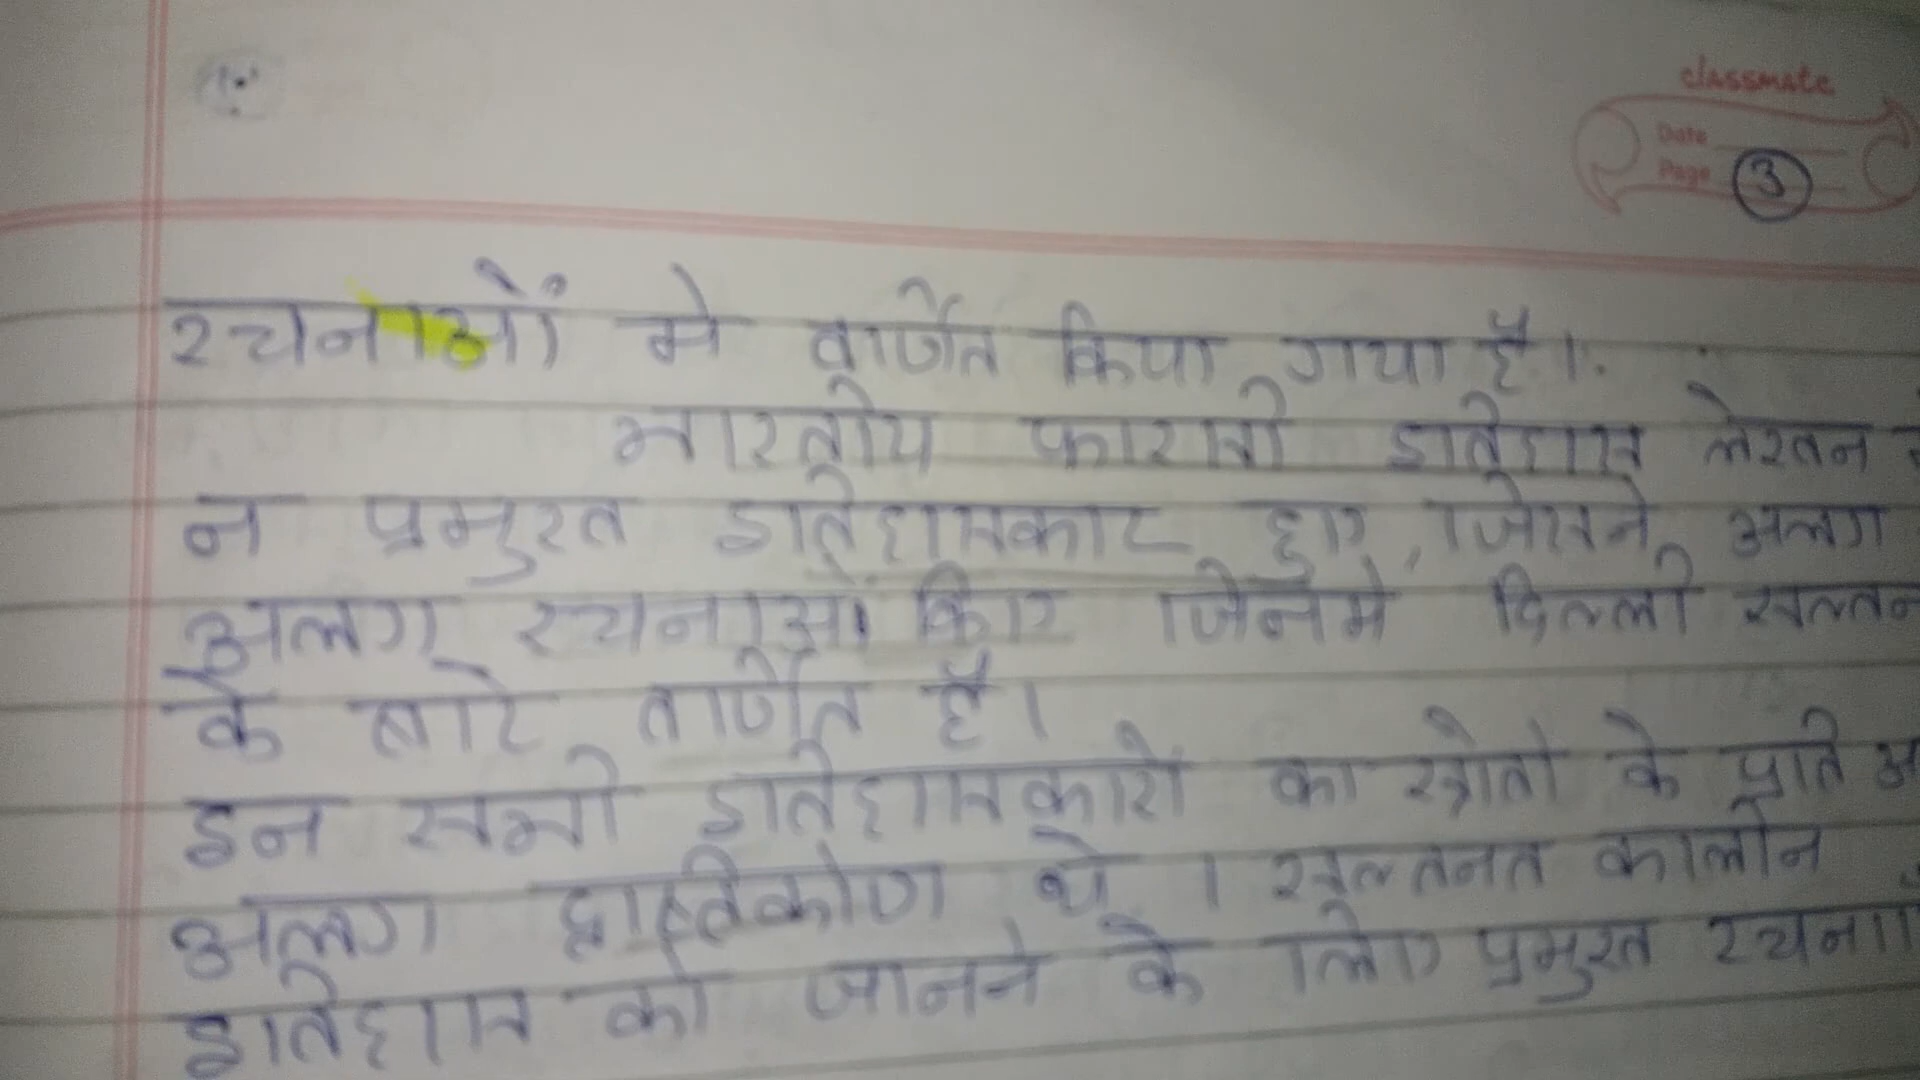 classmate
Date
Page 3
रचनाओं मे वर्णित किया गया है।
भारतीय फारसी इतिहास लेखन
न प्रमुख इतिहासकार हुए, जिसने अलग
अलग रचनाओं किए जिनमे दिल्ली सल्तन
के बारे वर्णित है।
इन सभी इतिहासकारो का स्त्रोतो के प्रति अ
अलग दृष्टिकोण थे । सल्तनत कालीन
इतिहास को जानने के लिए प्रमुख रचना